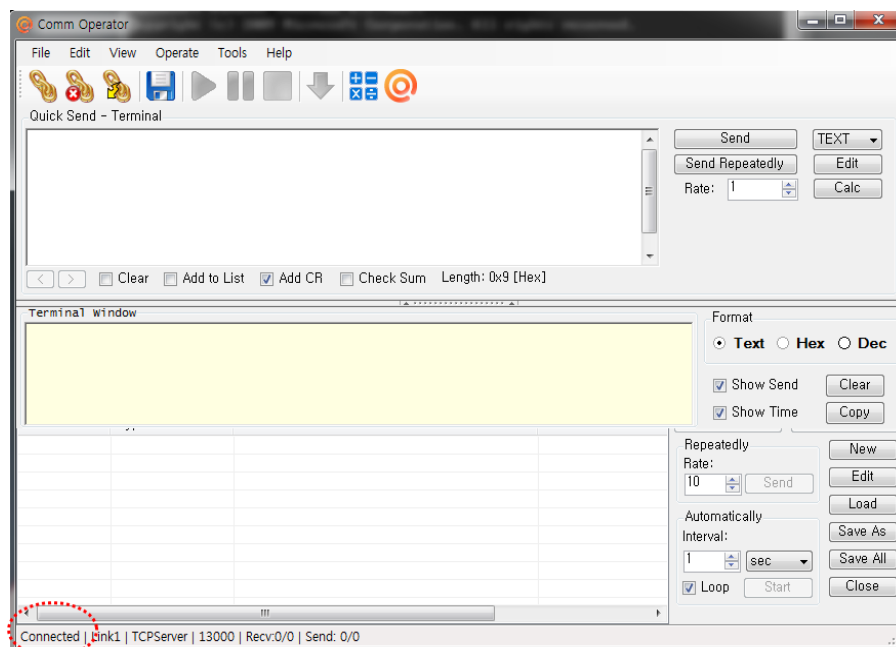 Comm Operator
File Edit View Operate Tools Help
Quick Send - Terminal
Send TEXT
Send Repeatedly Edit
Rate: 1 Calc
< > Clear Add to List Add CR Check Sum Length: 0x9 [Hex]
Terminal Window
Format
Text Hex Dec
Show Send Clear
Show Time Copy
Repeatedly New
Rate:
10 Send Edit
Load
Automatically
Interval: Save As
1 sec Save All
Loop Start Close
Connected | Link1 | TCPServer | 13000 | Recv:0/0 | Send: 0/0